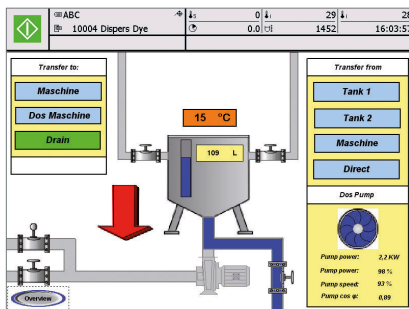 ABC
10004 Dispers Dye
0
29
28
0.0
1452
16:03:53
Transfer to:
Maschine
Dos Maschine
Drain
15 °C
109 L
Transfer from
Tank 1
Tank 2
Maschine
Direct
Dos Pump
Pump power: 2,2 KW
Pump power: 98 %
Pump speed: 93 %
Pump cos φ: 0,89
Overview